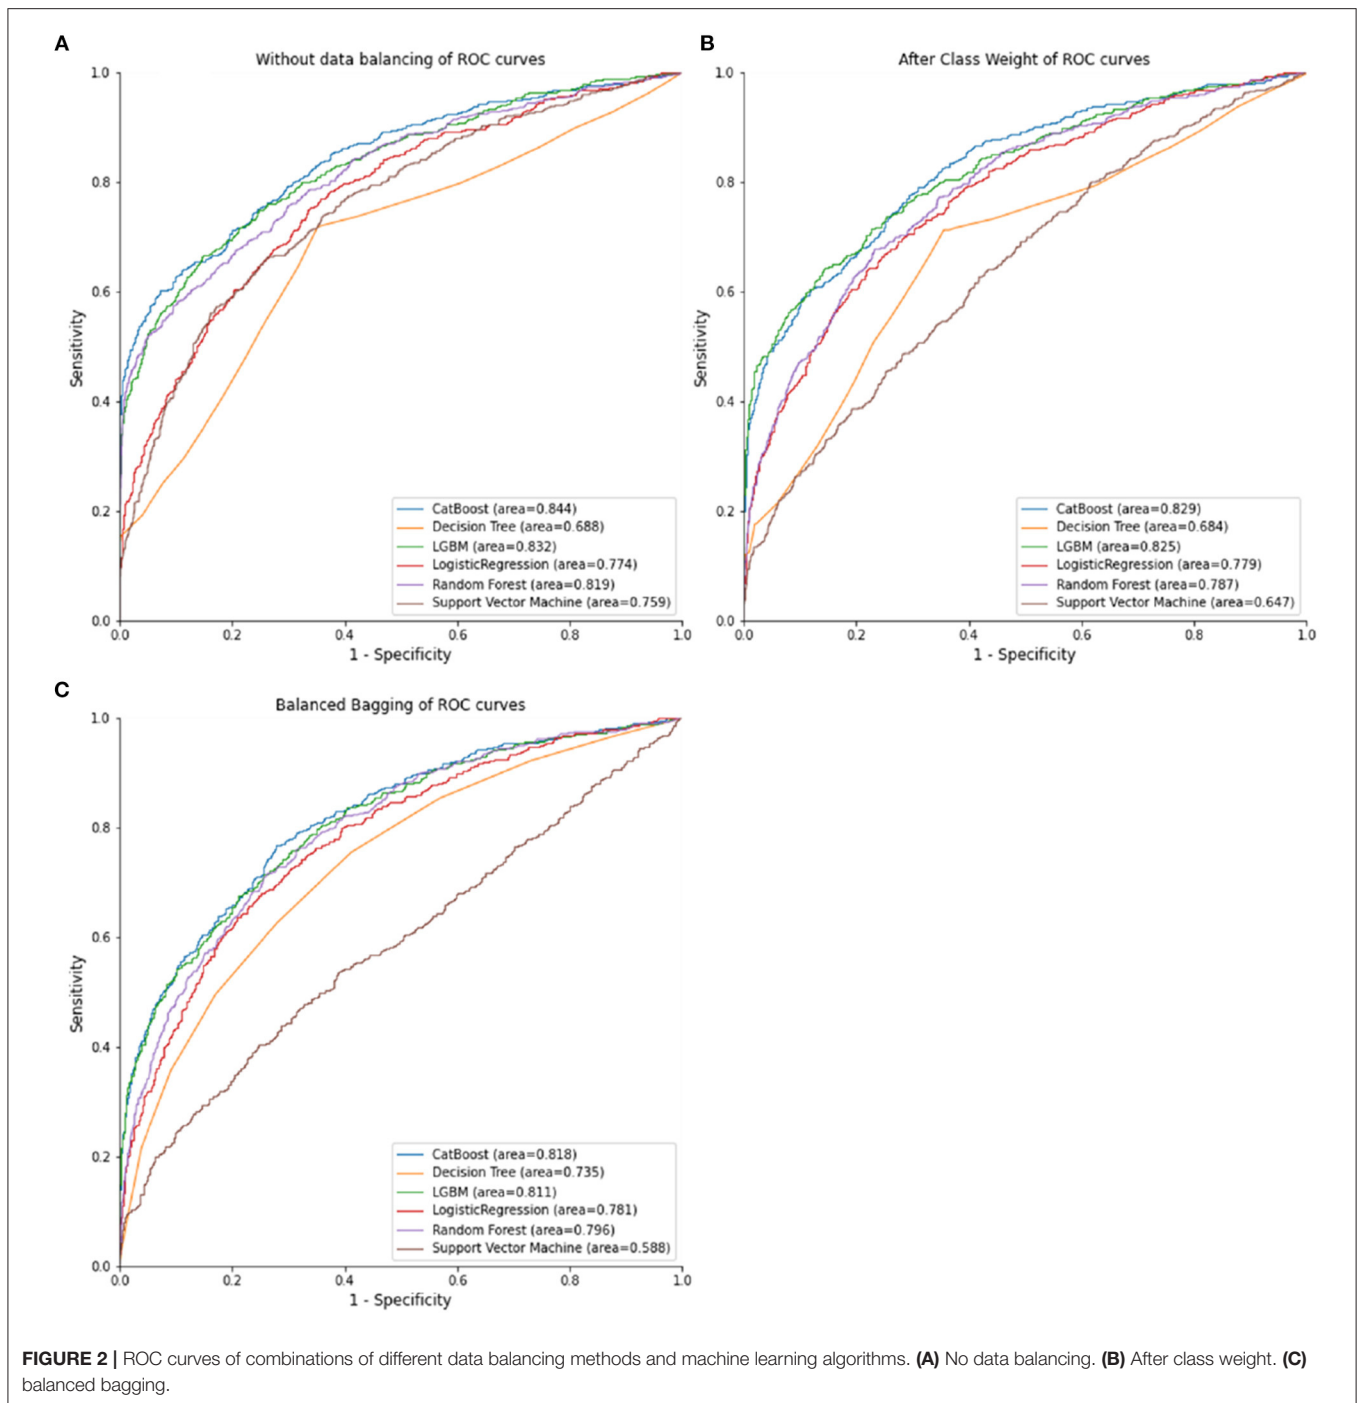 A
Without data balancing of ROC curves
1.0
0.8
0.6
0.4
0.2
0.0
Sensitivity
CatBoost (area=0.844)
Decision Tree (area=0.688)
LGBM (area=0.832)
LogisticRegression (area=0.774)
Random Forest (area=0.819)
Support Vector Machine (area=0.759)
0.0 0.2 0.4 0.6 0.8 1.0
1 - Specificity
B
After Class Weight of ROC curves
1.0
0.8
0.6
0.4
0.2
0.0
Sensitivity
CatBoost (area=0.829)
Decision Tree (area=0.684)
LGBM (area=0.825)
LogisticRegression (area=0.779)
Random Forest (area=0.787)
Support Vector Machine (area=0.647)
0.0 0.2 0.4 0.6 0.8 1.0
1 - Specificity
C
Balanced Bagging of ROC curves
1.0
0.8
0.6
0.4
0.2
0.0
Sensitivity
CatBoost (area=0.818)
Decision Tree (area=0.735)
LGBM (area=0.811)
LogisticRegression (area=0.781)
Random Forest (area=0.796)
Support Vector Machine (area=0.588)
0.0 0.2 0.4 0.6 0.8 1.0
1 - Specificity
FIGURE 2 | ROC curves of combinations of different data balancing methods and machine learning algorithms. (A) No data balancing. (B) After class weight. (C)
balanced bagging.